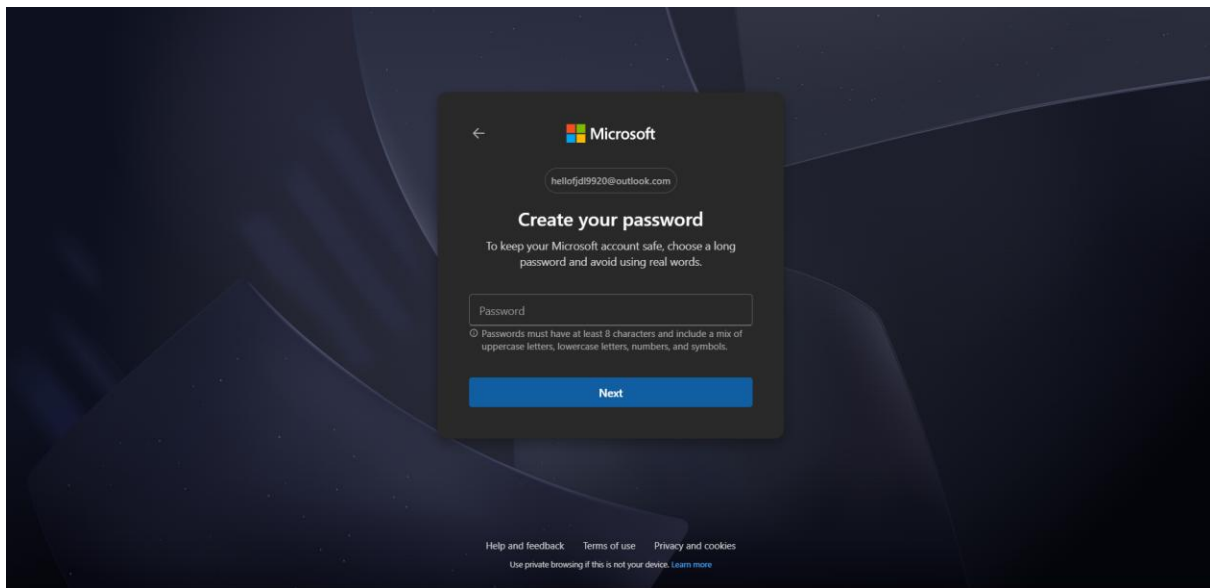 Microsoft
hellofjdl9920@outlook.com
Create your password
To keep your Microsoft account safe, choose a long
password and avoid using real words.
Password
Passwords must have at least 8 characters and include a mix of
uppercase letters, lowercase letters, numbers, and symbols.
Next
Help and feedback Terms of use Privacy and cookies
Use private browsing if this is not your device. Learn more